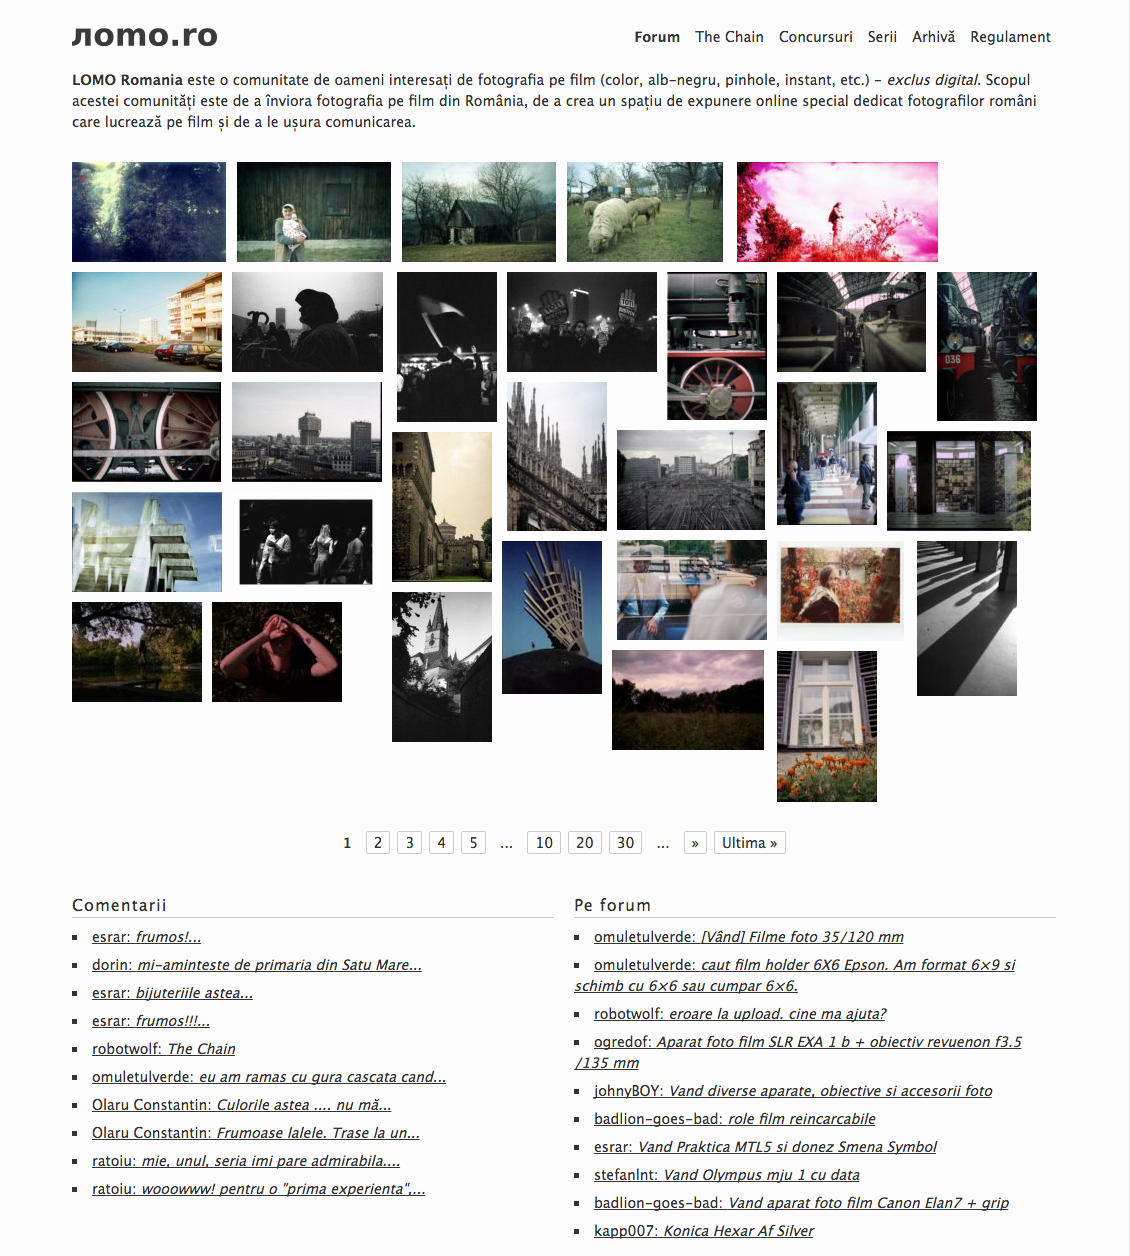 ломо.ro
Forum The Chain Concursuri Serii Arhivă Regulament
LOMO Romania este o comunitate de oameni interesați de fotografia pe film (color, alb-negru, pinhole, instant, etc.) – exclus digital. Scopul
acestei comunități este de a înviora fotografia pe film din România, de a crea un spațiu de expunere online special dedicat fotografilor români
care lucrează pe film și de a le ușura comunicarea.
036
1 2 3 4 5 ... 10 20 30 ... » Ultima »
Comentarii
esrar: frumos!...
dorin: mi-aminteste de primaria din Satu Mare...
esrar: bijuteriile astea...
esrar: frumos!!!...
robotwolf: The Chain
omuletulverde: eu am ramas cu gura cascata cand...
Olaru Constantin: Culorile astea .... nu mă...
Olaru Constantin: Frumoase lalele. Trase la un...
ratoiu: mie, unul, seria imi pare admirabila....
ratoiu: wooowww! pentru o "prima experienta",...
Pe forum
omuletulverde: [Vând] Filme foto 35/120 mm
omuletulverde: caut film holder 6X6 Epson. Am format 6×9 si
schimb cu 6×6 sau cumpar 6×6.
robotwolf: eroare la upload. cine ma ajuta?
ogredof: Aparat foto film SLR EXA 1 b + obiectiv revuenon f3.5
/135 mm
johnyBOY: Vand diverse aparate, obiective si accesorii foto
badlion-goes-bad: role film reincarcabile
esrar: Vand Praktica MTL5 si donez Smena Symbol
stefanlnt: Vand Olympus mju 1 cu data
badlion-goes-bad: Vand aparat foto film Canon Elan7 + grip
kapp007: Konica Hexar Af Silver